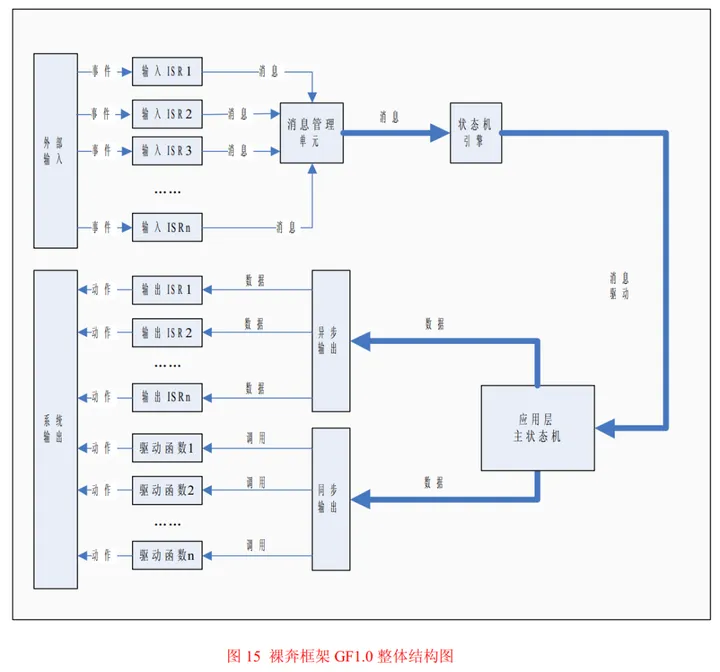 外部
输入
事件
输入 ISR 1
消息
事件
输入 ISR 2
消息
事件
输入 ISR 3
消息
……
事件
输入 ISRn
消息
消息管理
单元
消息
状态机
引擎
消息
驱动
系统
输出
动作
输出 ISR 1
数据
动作
输出 ISR 2
数据
……
动作
输出 ISRn
数据
异步
输出
数据
应用层
主状态机
动作
驱动函数1
调用
动作
驱动函数2
调用
……
动作
驱动函数n
调用
同步
输出
数据
图 15 裸奔框架 GF1.0 整体结构图